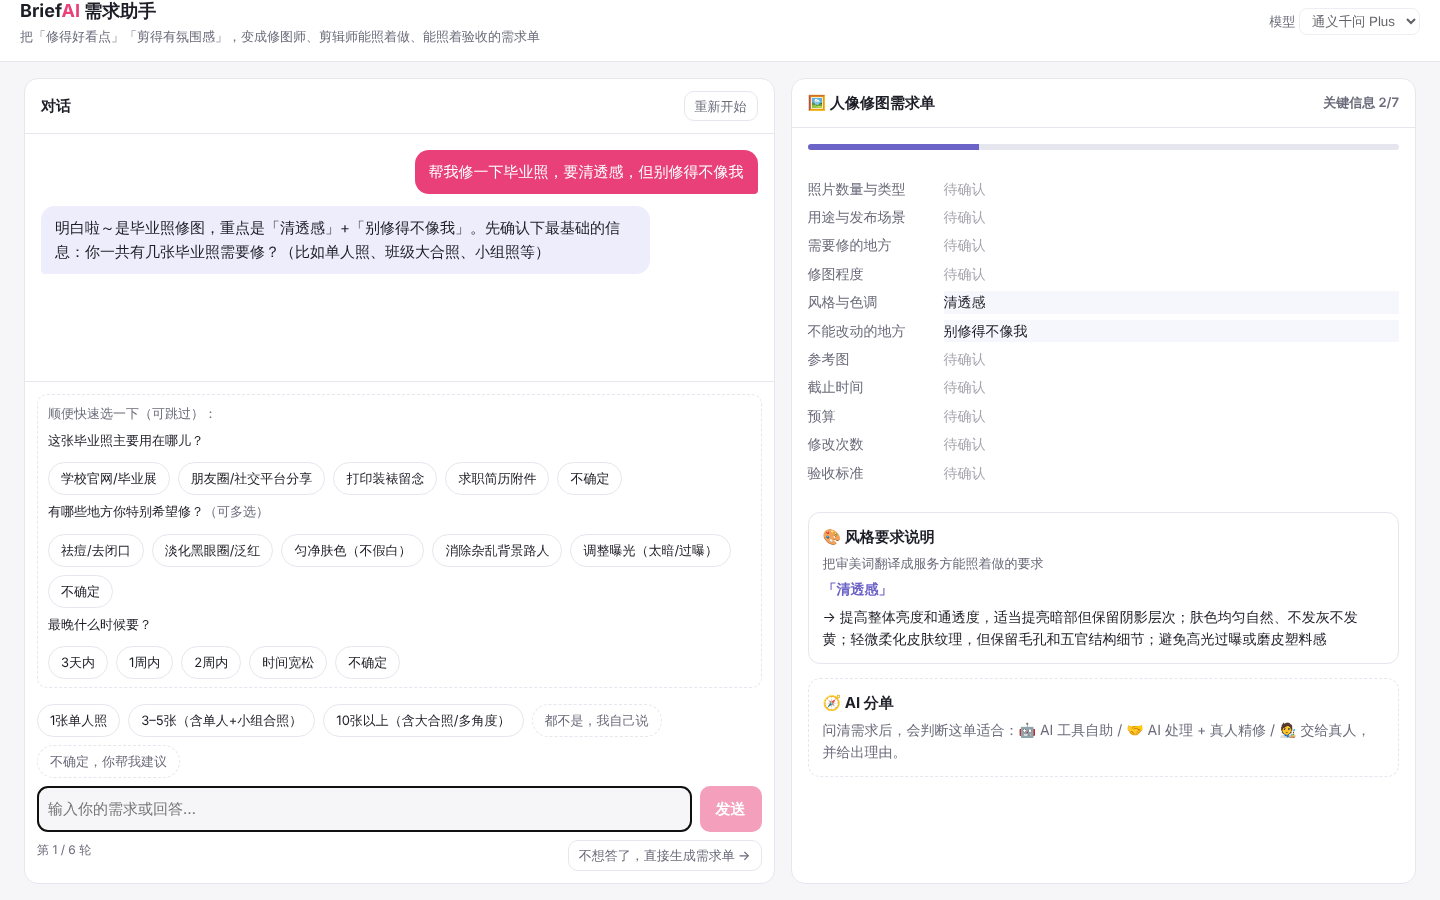 BriefAI 需求助手
把「修得好看点」「剪得有氛围感」，变成修图师、剪辑师能照着做、能照着验收的需求单
模型 通义千问 Plus
对话
重新开始
帮我修一下毕业照，要清透感，但别修得不像我
明白啦～是毕业照修图，重点是「清透感」+「别修得不像我」。先确认下最基础的信
息：你一共有几张毕业照需要修？（比如单人照、班级大合照、小组照等）
顺便快速选一下（可跳过）：
这张毕业照主要用在哪儿？
学校官网/毕业展 朋友圈/社交平台分享 打印装裱留念 求职简历附件 不确定
有哪些地方你特别希望修？（可多选）
祛痘/去闭口 淡化黑眼圈/泛红 匀净肤色（不假白） 消除杂乱背景路人 调整曝光（太暗/过曝）
不确定
最晚什么时候要？
3天内 1周内 2周内 时间宽松 不确定
1张单人照 3–5张（含单人+小组合照） 10张以上（含大合照/多角度） 都不是，我自己说
不确定，你帮我建议
输入你的需求或回答...
发送
第 1 / 6 轮
不想答了，直接生成需求单 →
🖼️ 人像修图需求单
关键信息 2/7
照片数量与类型 待确认
用途与发布场景 待确认
需要修的地方 待确认
修图程度 待确认
风格与色调 清透感
不能改动的地方 别修得不像我
参考图 待确认
截止时间 待确认
预算 待确认
修改次数 待确认
验收标准 待确认
🎨 风格要求说明
把审美词翻译成服务方能照着做的要求
「清透感」
→ 提高整体亮度和通透度，适当提亮暗部但保留阴影层次；肤色均匀自然、不发灰不发
黄；轻微柔化皮肤纹理，但保留毛孔和五官结构细节；避免高光过曝或磨皮塑料感
🧭 AI 分单
问清需求后，会判断这单适合：🤖 AI 工具自助 / 🤝 AI 处理 + 真人精修 / 🧑‍🎨 交给真人，
并给出理由。